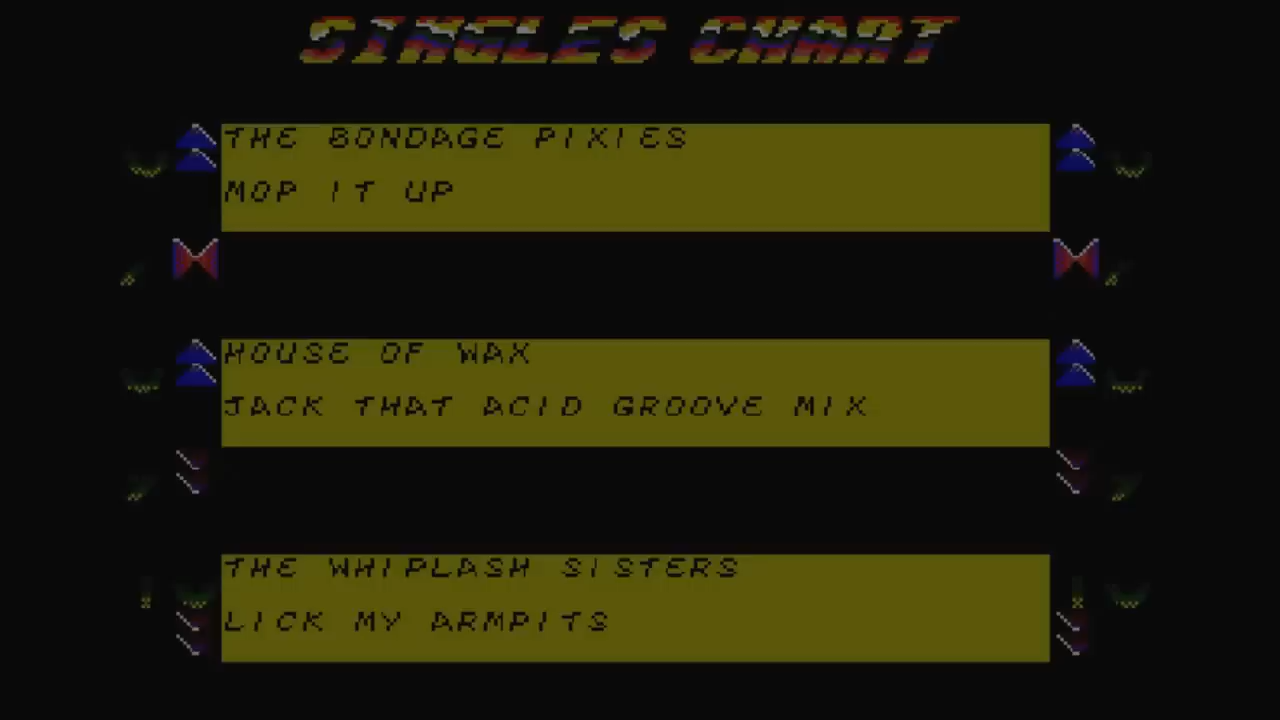 SINGLES CHART
THE BONDAGE PIXIES
MOP IT UP
HOUSE OF WAX
JACK THAT ACID GROOVE MIX
THE WHIPLASH SISTERS
LICK MY ARMPITS